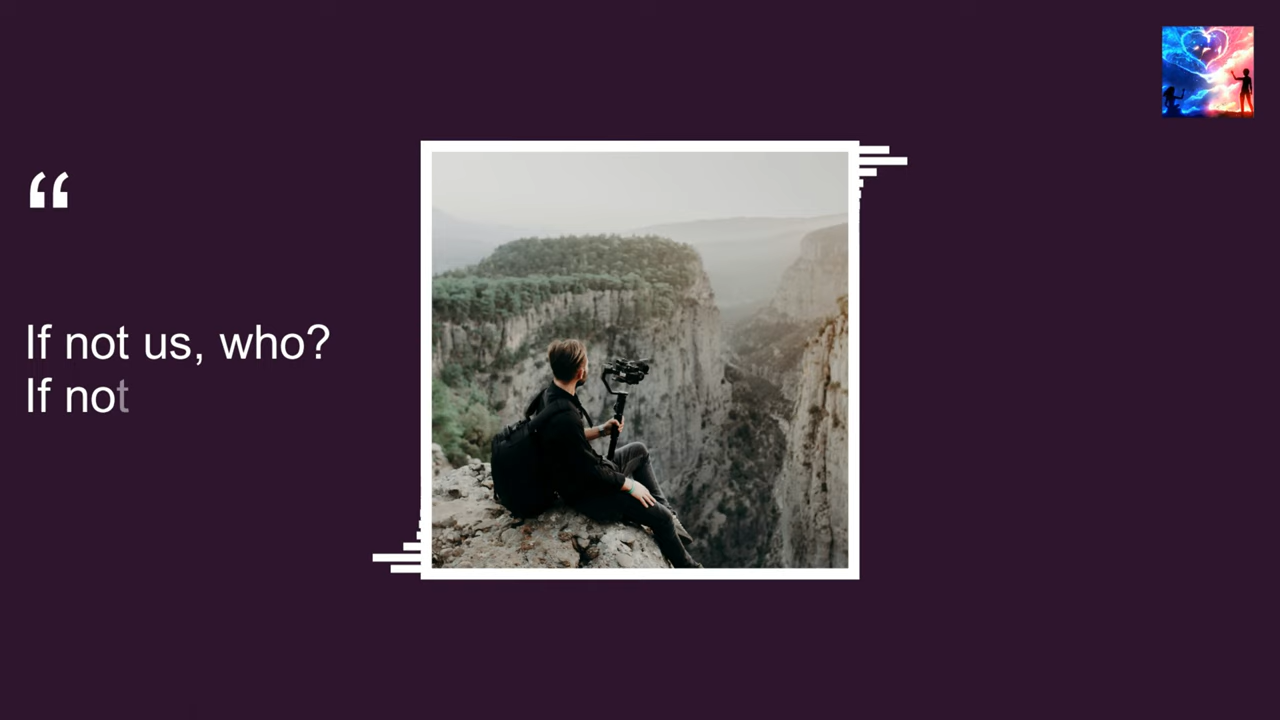 “
If not us, who?
If not